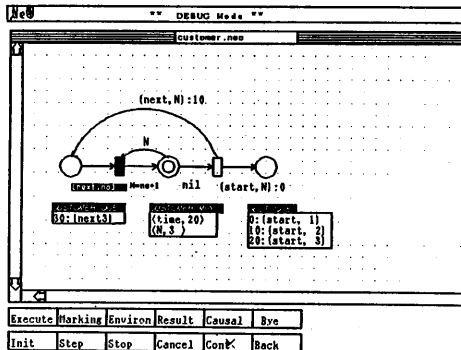 ** DEBUG Mode **
customer.neo
(next,N):10
N
(next,no) N=no+1 nil (start,N):0
30:(next3) (time,20) 0:(start, 1)
(N,3 ) 10:(start, 2)
20:(start, 3)
Execute Marking Environ Result Causal Bye
Init Step Stop Cancel Cont Back